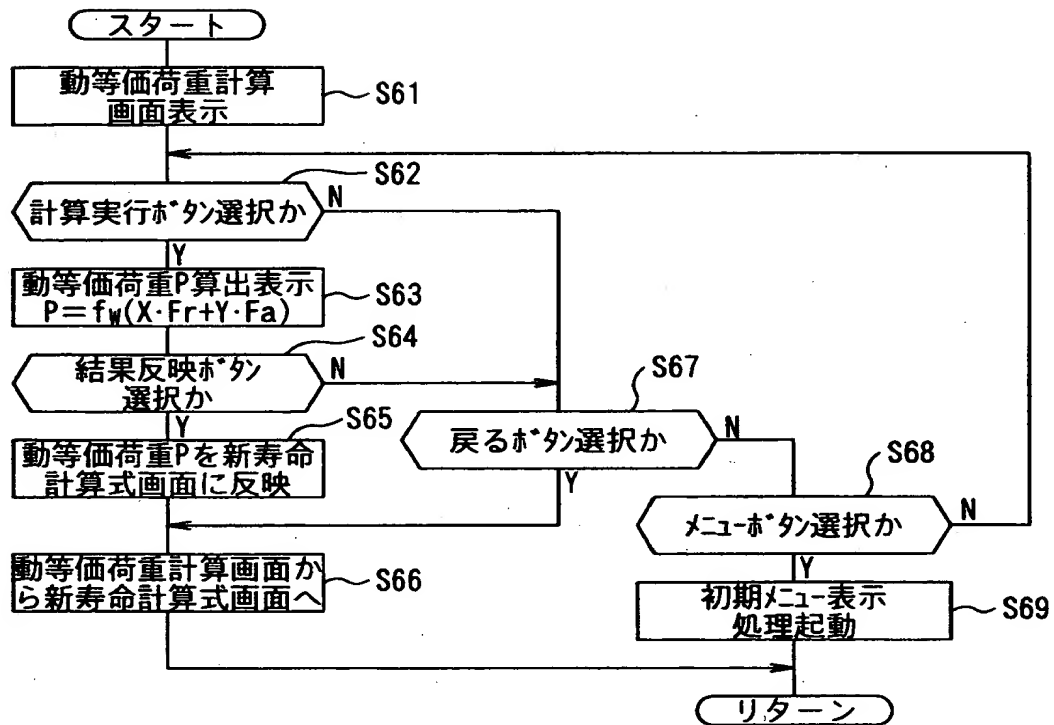 スタート
動等価荷重計算
画面表示
S61
S62
計算実行ボタン選択か
N
Y
動等価荷重P算出表示
P=fw(X·Fr+Y·Fa)
S63
S64
結果反映ボタン
選択か
N
Y
S65
動等価荷重Pを新寿命
計算式画面に反映
動等価荷重計算画面か
ら新寿命計算式画面へ
S66
S67
戻るボタン選択か
N
Y
S68
メニューボタン選択か
N
Y
初期メニュー表示
処理起動
S69
リターン